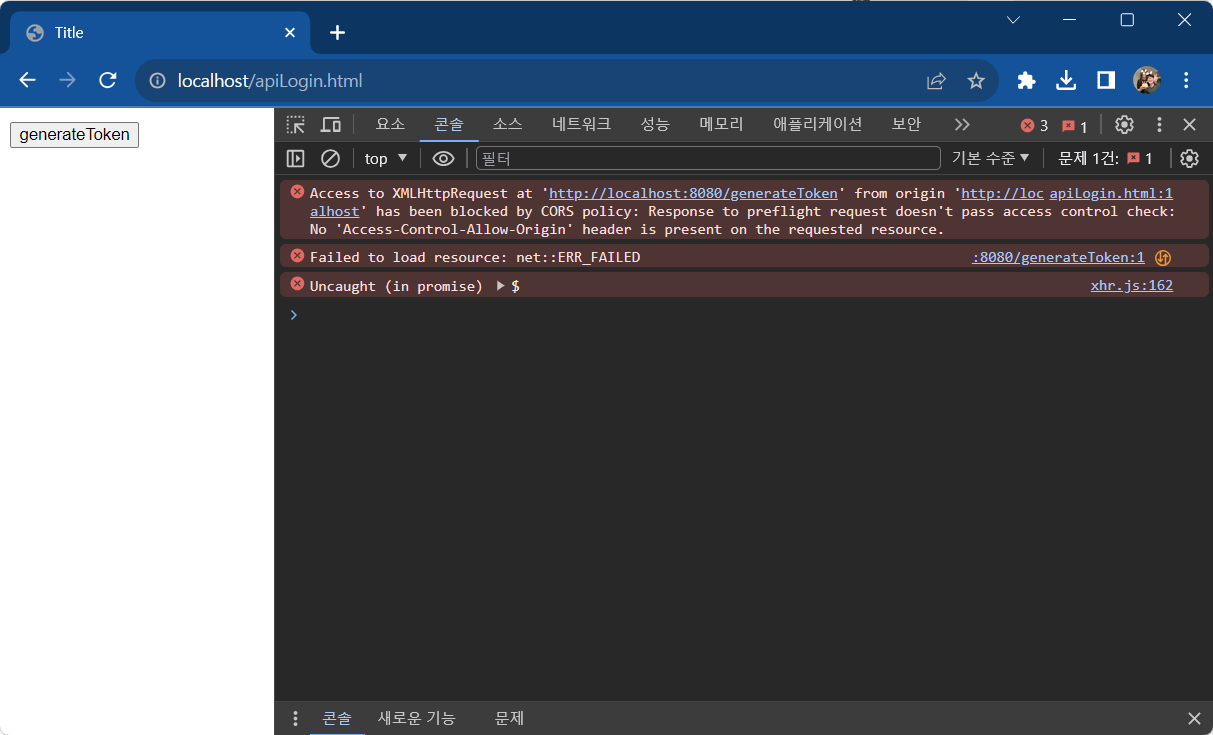 Title
localhost/apiLogin.html
generateToken
요소 콘솔 소스 네트워크 성능 메모리 애플리케이션 보안 3 1
top 필터 기본 수준 문제 1건: 1
Access to XMLHttpRequest at 'http://localhost:8080/generateToken' from origin 'http://loc apiLogin.html:1
alhost' has been blocked by CORS policy: Response to preflight request doesn't pass access control check:
No 'Access-Control-Allow-Origin' header is present on the requested resource.
Failed to load resource: net::ERR_FAILED :8080/generateToken:1
Uncaught (in promise) ▶ $ xhr.js:162
콘솔 새로운 기능 문제